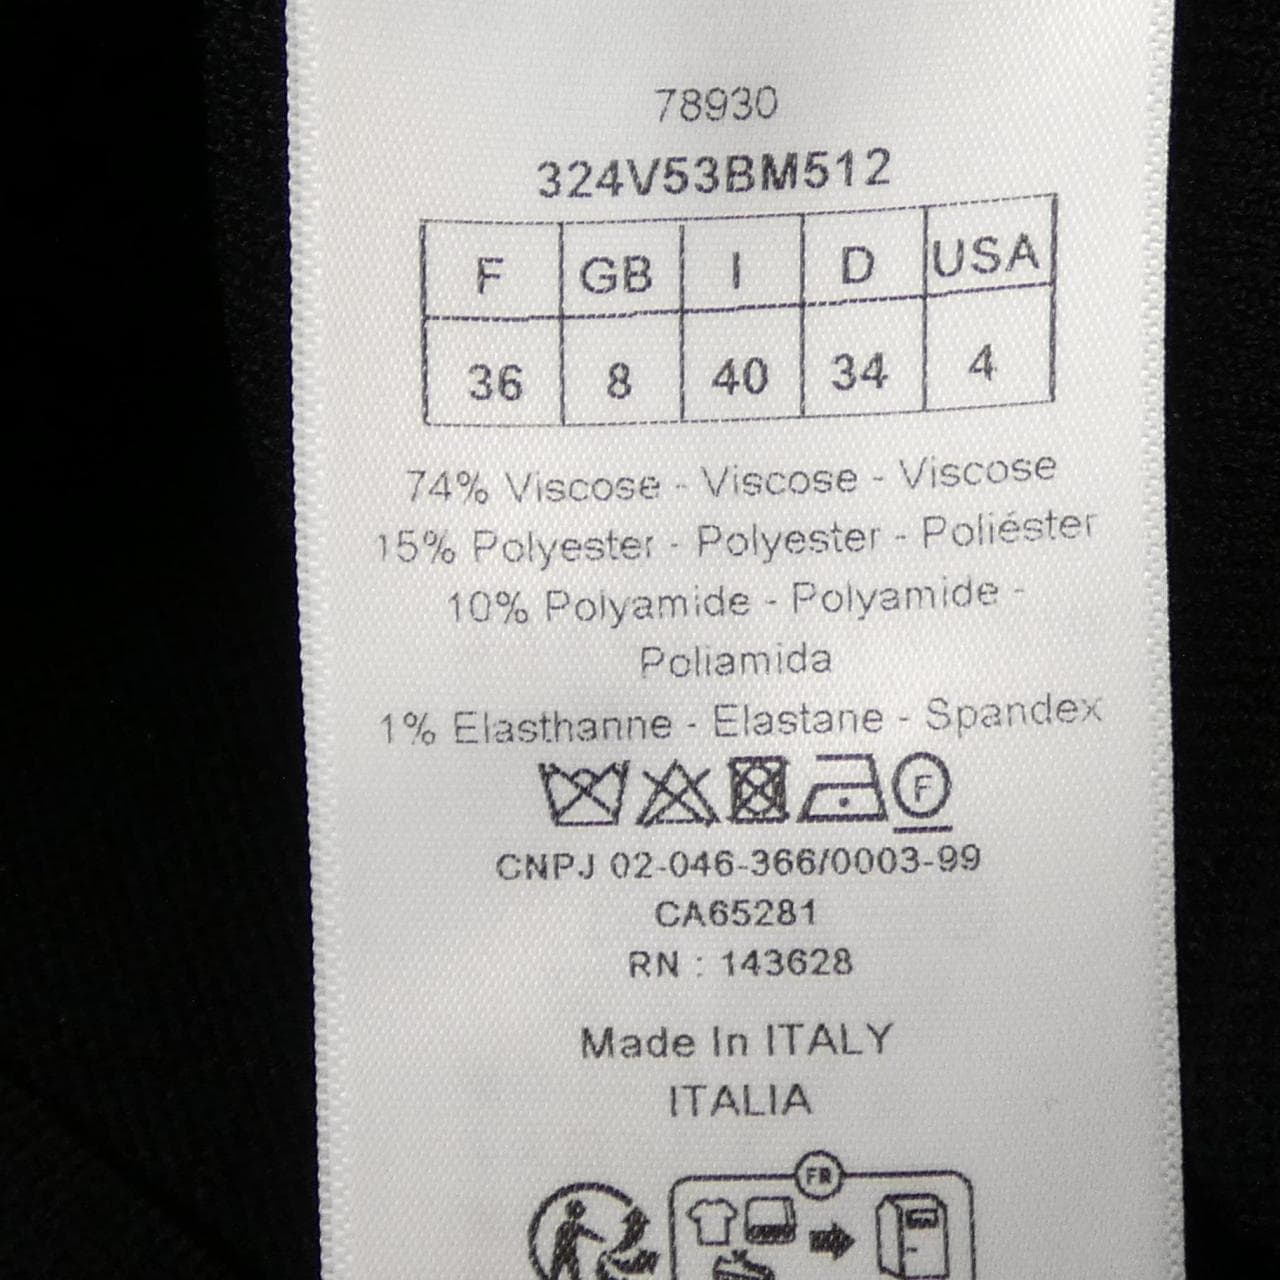 78930
324V53BM512
F GB I D USA
36 8 40 34 4
74% Viscose - Viscose - Viscose
15% Polyester - Polyester - Poliéster
10% Polyamide - Polyamide -
Poliamida
1% Elasthanne - Elastane - Spandex
F
CNPJ 02-046-366/0003-99
CA65281
RN : 143628
Made In ITALY
ITALIA
FR